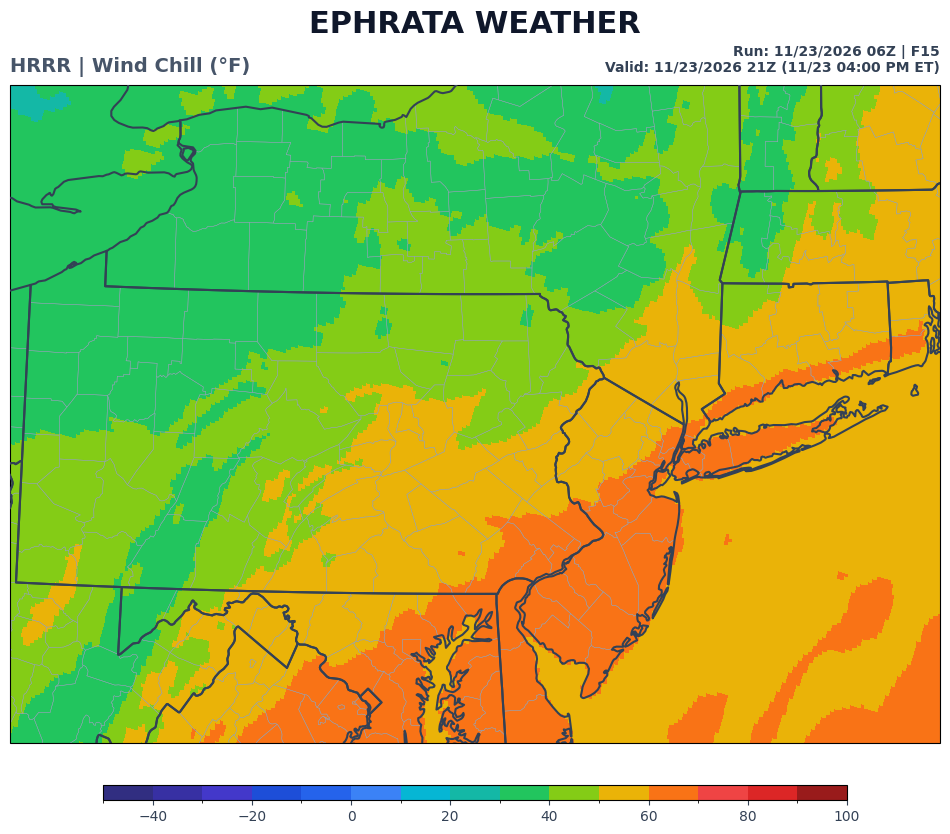 EPHRATA WEATHER
HRRR | Wind Chill (°F)
Run: 11/23/2026 06Z | F15
Valid: 11/23/2026 21Z (11/23 04:00 PM ET)
−40 −20 0 20 40 60 80 100